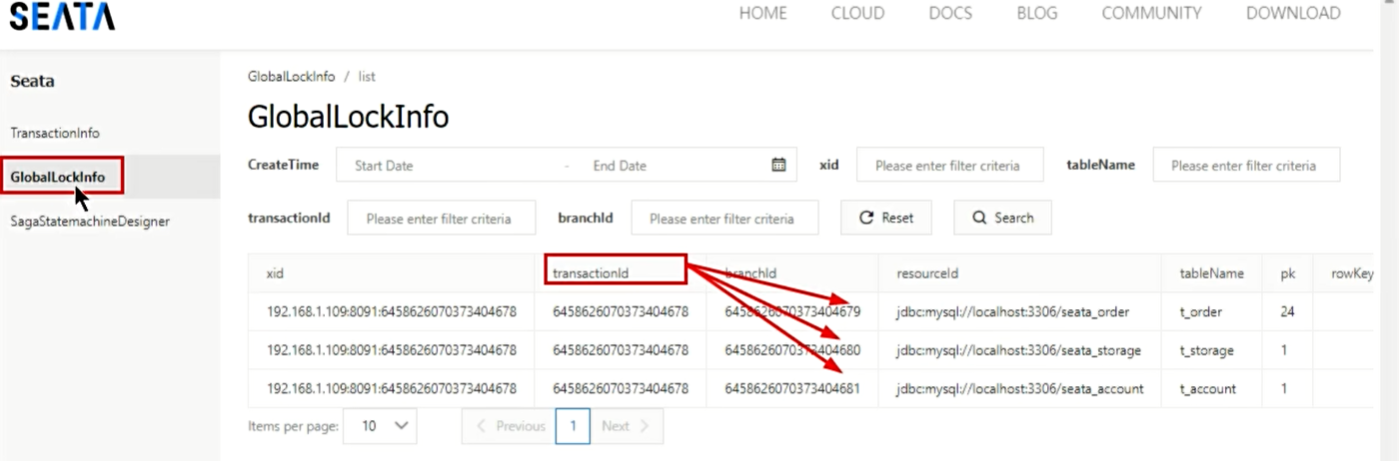 SEATA
HOME CLOUD DOCS BLOG COMMUNITY DOWNLOAD
Seata
TransactionInfo
GlobalLockInfo
SagaStatemachineDesigner
GlobalLockInfo / list
GlobalLockInfo
CreateTime Start Date - End Date xid Please enter filter criteria tableName Please enter filter criteria
transactionId Please enter filter criteria branchId Please enter filter criteria Reset Search
xid transactionId branchId resourceId tableName pk rowKey
192.168.1.109:8091:6458626070373404678 6458626070373404678 6458626070373404679 jdbc:mysql://localhost:3306/seata_order t_order 24
192.168.1.109:8091:6458626070373404678 6458626070373404678 6458626070373404680 jdbc:mysql://localhost:3306/seata_storage t_storage 1
192.168.1.109:8091:6458626070373404678 6458626070373404678 6458626070373404681 jdbc:mysql://localhost:3306/seata_account t_account 1
Items per page: 10 Previous 1 Next